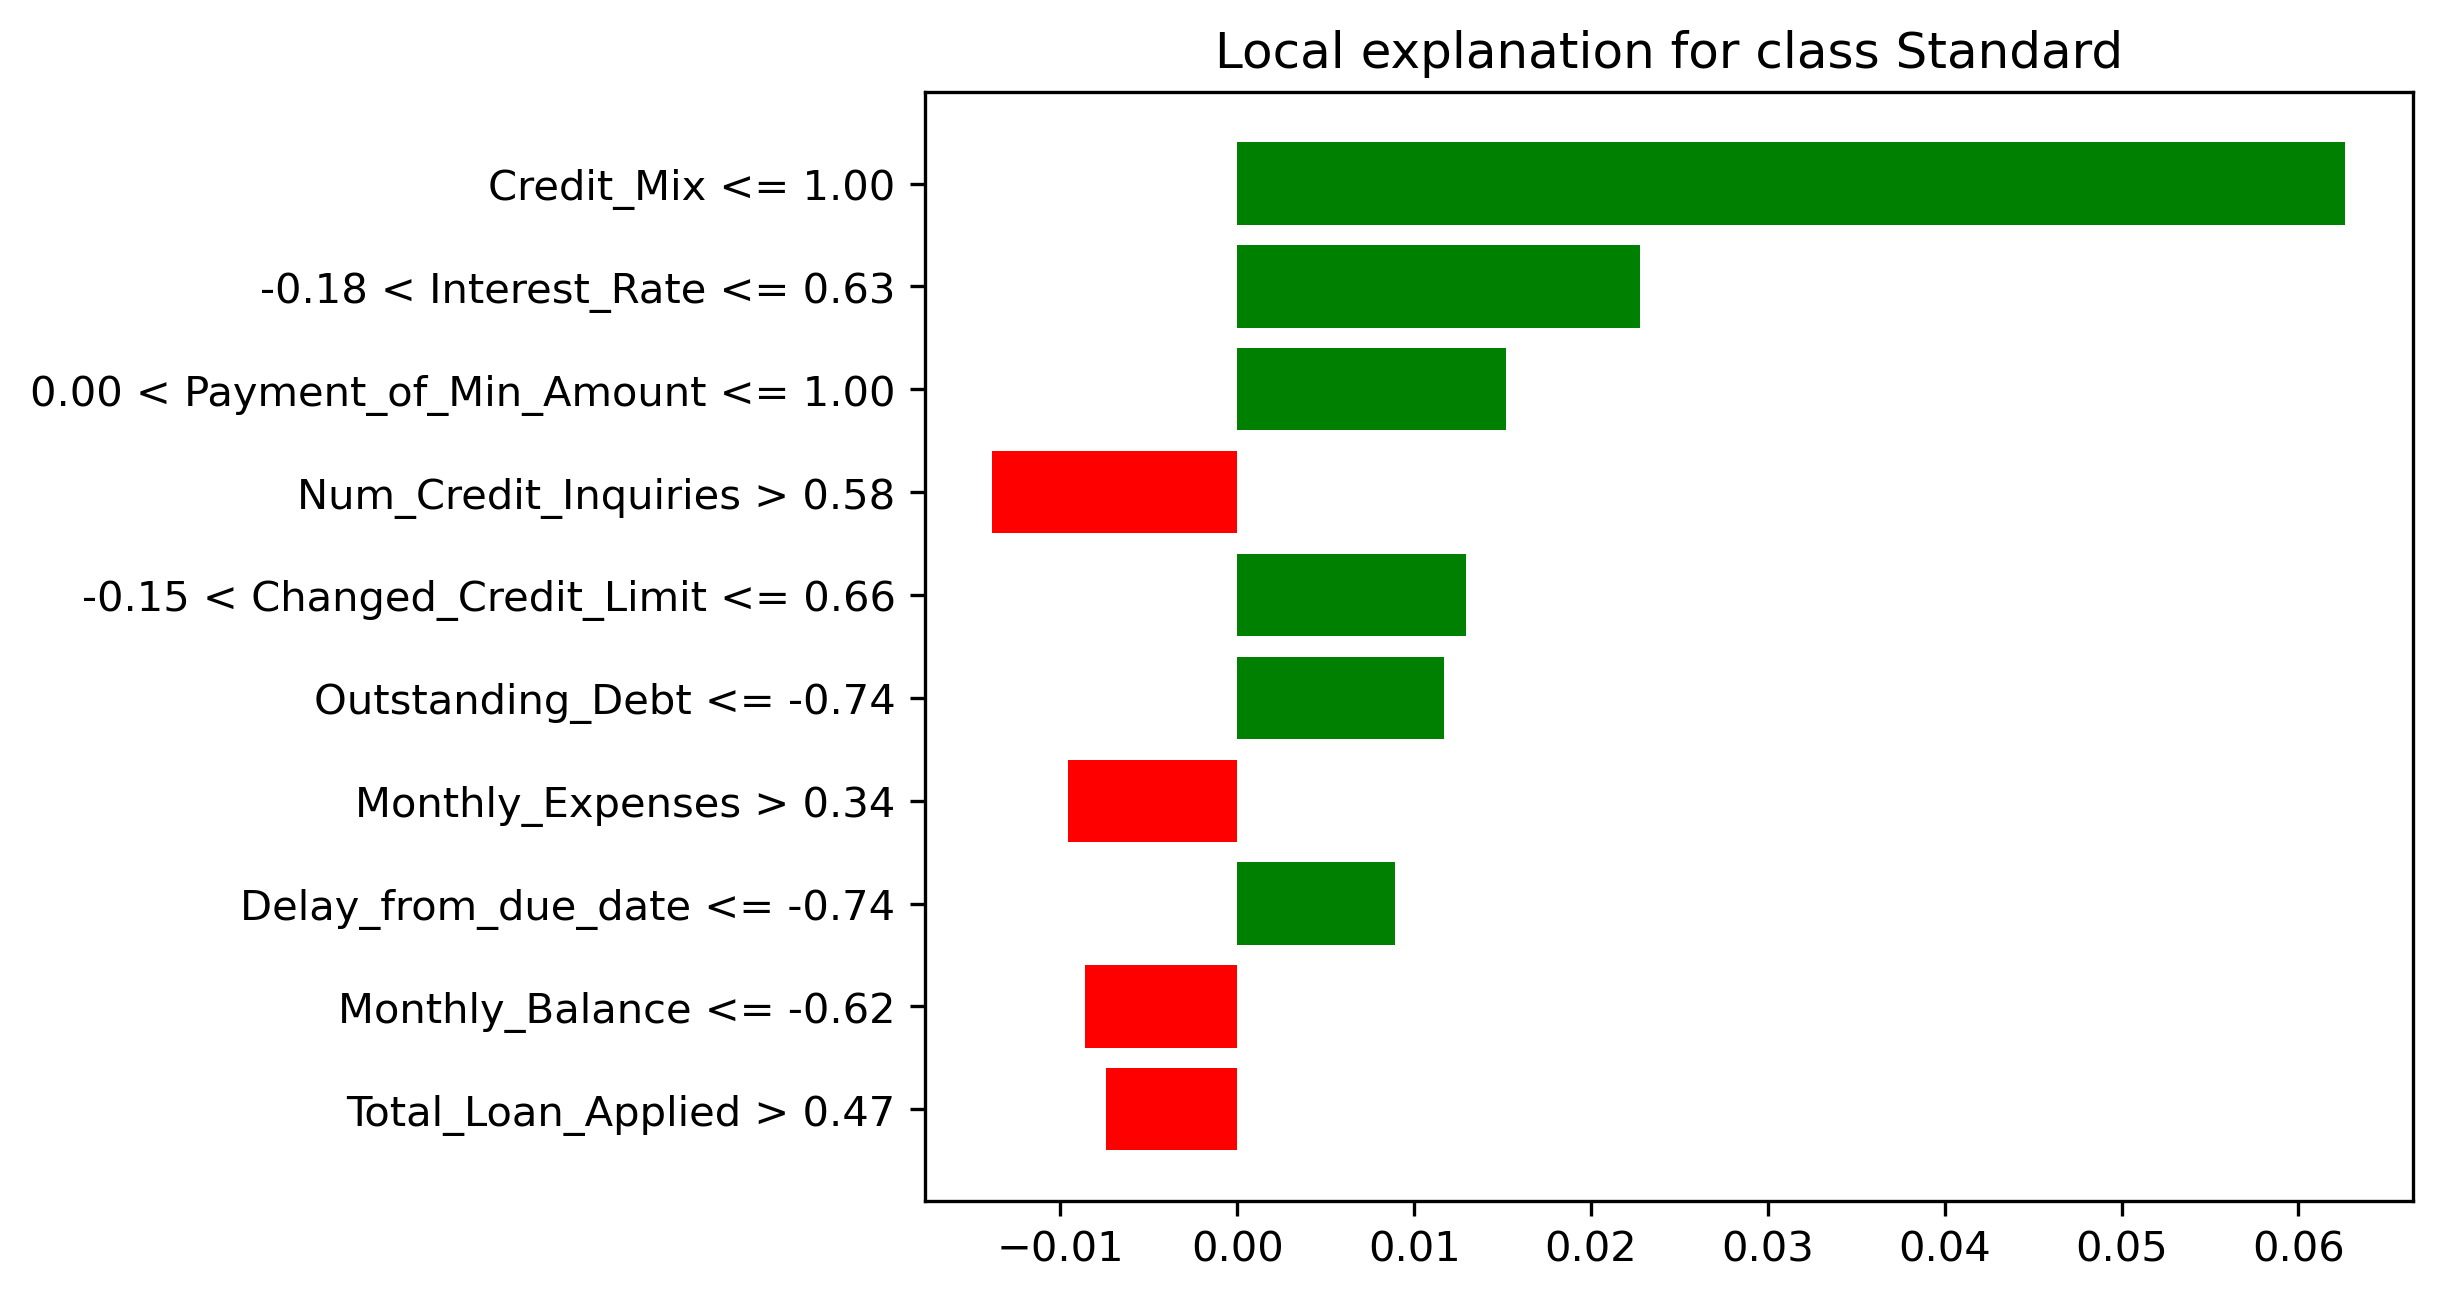 Local explanation for class Standard
Credit_Mix <= 1.00
-0.18 < Interest_Rate <= 0.63
0.00 < Payment_of_Min_Amount <= 1.00
Num_Credit_Inquiries > 0.58
-0.15 < Changed_Credit_Limit <= 0.66
Outstanding_Debt <= -0.74
Monthly_Expenses > 0.34
Delay_from_due_date <= -0.74
Monthly_Balance <= -0.62
Total_Loan_Applied > 0.47
−0.01 0.00 0.01 0.02 0.03 0.04 0.05 0.06